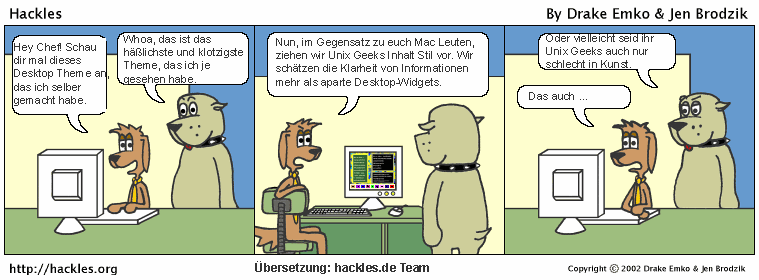 Hackles
By Drake Emko & Jen Brodzik
Hey Chef! Schau
dir mal dieses
Desktop Theme an,
das ich selber
gemacht habe.
Whoa, das ist das
häßlichste und klotzigste
Theme, das ich je
gesehen habe.
Nun, im Gegensatz zu euch Mac Leuten,
ziehen wir Unix Geeks Inhalt Stil vor. Wir
schätzen die Klarheit von Informationen
mehr als aparte Desktop-Widgets.
Oder vielleicht seid ihr
Unix Geeks auch nur
schlecht in Kunst.
Das auch ...
http://hackles.org
Übersetzung: hackles.de Team
Copyright © 2002 Drake Emko & Jen Brodzik